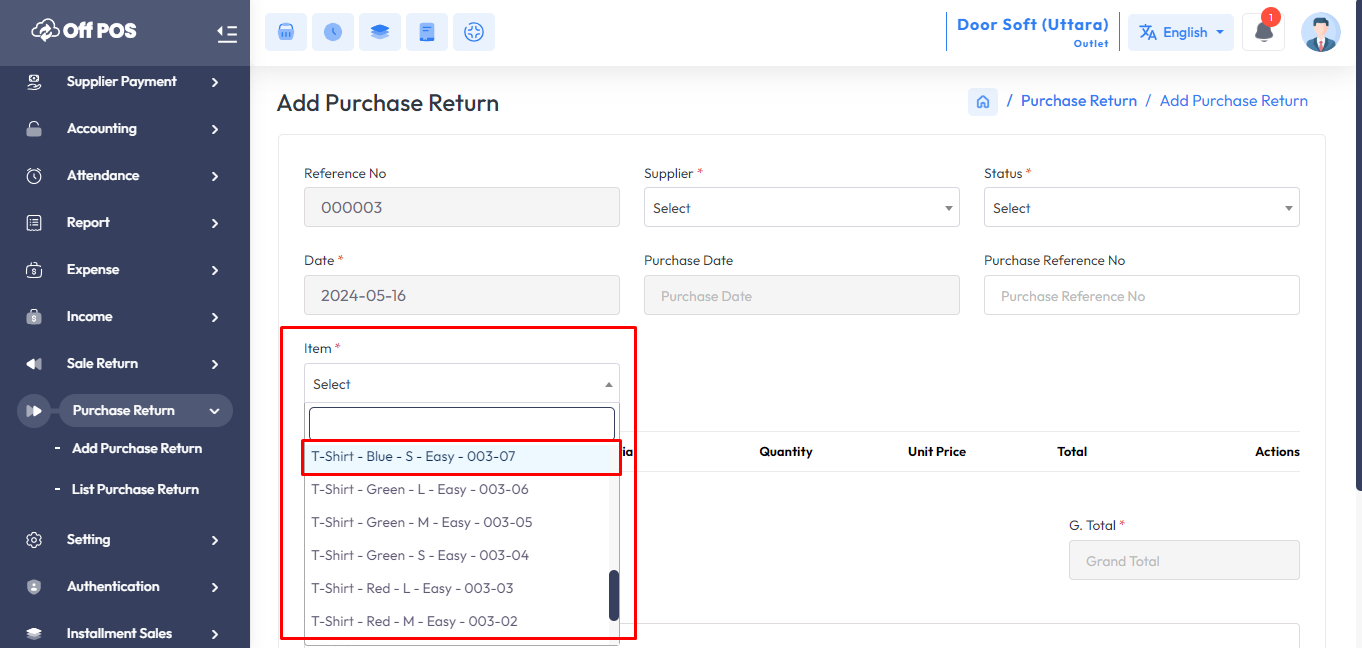 Off POS
Supplier Payment
Accounting
Attendance
Report
Expense
Income
Sale Return
Purchase Return
- Add Purchase Return
- List Purchase Return
Setting
Authentication
Installment Sales
Door Soft (Uttara)
Outlet
English
1
Add Purchase Return
/ Purchase Return / Add Purchase Return
Reference No
000003
Supplier *
Select
Status *
Select
Date *
2024-05-16
Purchase Date
Purchase Date
Purchase Reference No
Purchase Reference No
Item *
Select
T-Shirt - Blue - S - Easy - 003-07
T-Shirt - Green - L - Easy - 003-06
T-Shirt - Green - M - Easy - 003-05
T-Shirt - Green - S - Easy - 003-04
T-Shirt - Red - L - Easy - 003-03
T-Shirt - Red - M - Easy - 003-02
Quantity Unit Price Total Actions
G. Total *
Grand Total